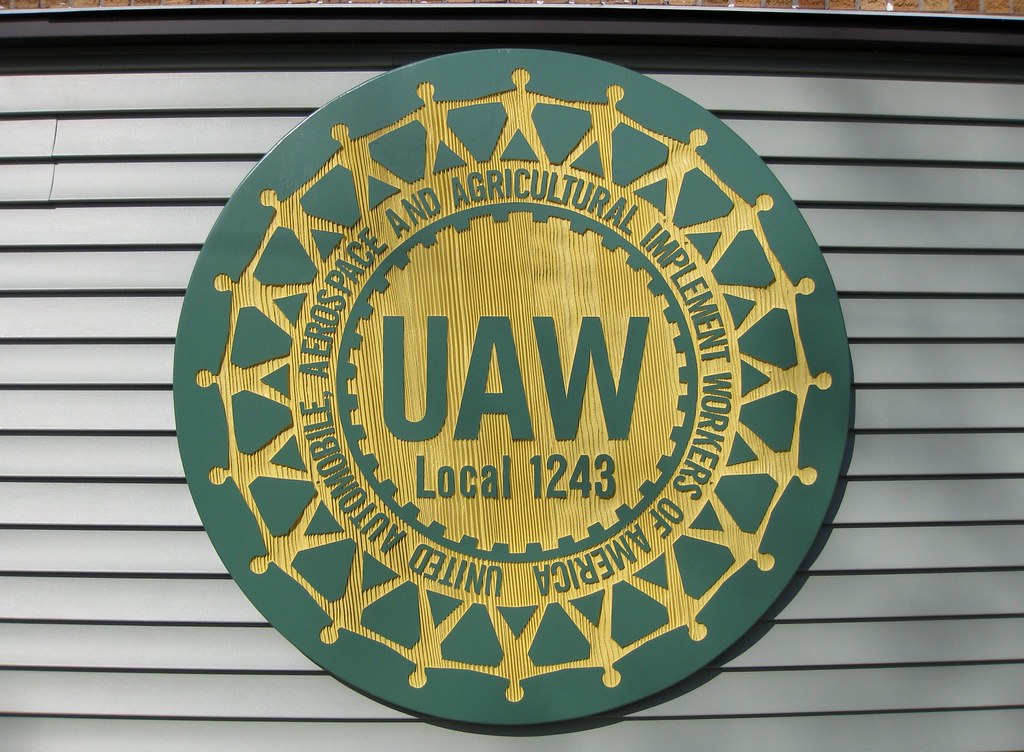 UNITED AUTOMOBILE, AEROSPACE AND AGRICULTURAL IMPLEMENT WORKERS OF AMERICA
UAW
Local 1243